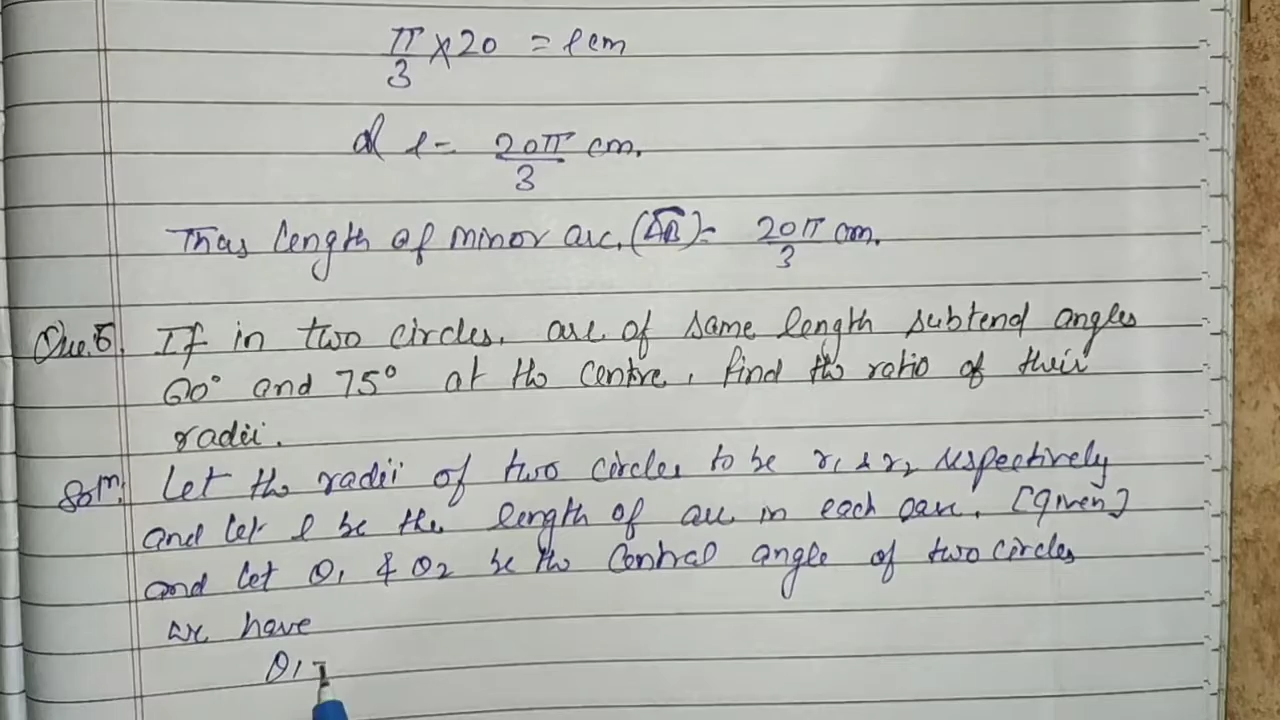 π/3 × 20 = l cm
or l = 20π/3 cm.
Thus length of minor arc, (AB) = 20π/3 cm.
Que.5. If in two circles, arc of same length subtend angles
60° and 75° at the centre, find the ratio of their
radii.
Solⁿ: Let the radii of two circles to be r₁ & r₂ respectively
and let l be the length of arc in each case. [given]
and let θ₁ & θ₂ be the central angle of two circles
we have
θ₁ =